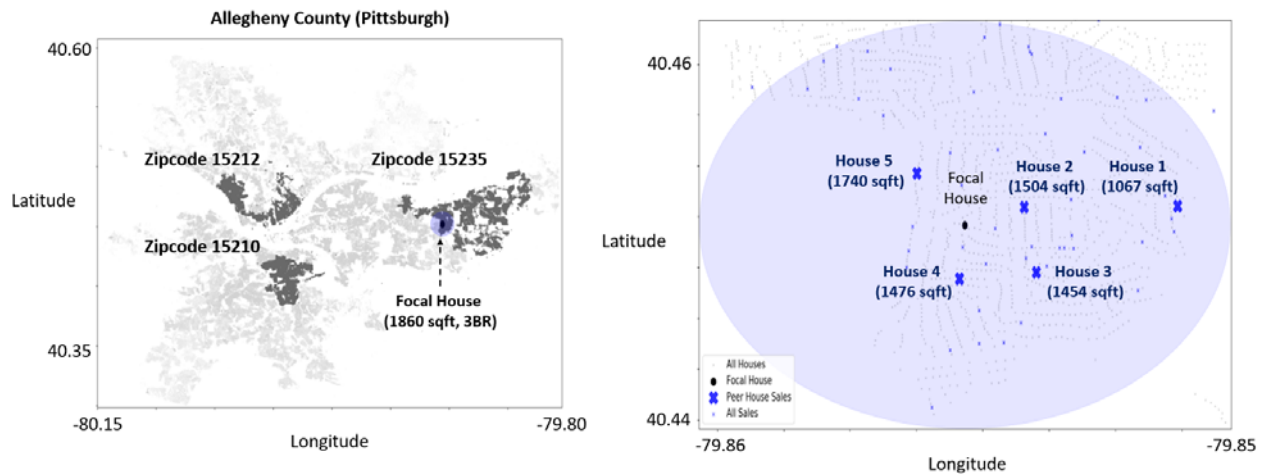 Allegheny County (Pittsburgh)
40.60
Zipcode 15212
Zipcode 15235
Latitude
Zipcode 15210
Focal House
(1860 sqft, 3BR)
40.35
-80.15
-79.80
Longitude
40.46
House 5
(1740 sqft)
Focal
House
House 2
(1504 sqft)
House 1
(1067 sqft)
Latitude
House 4
(1476 sqft)
House 3
(1454 sqft)
All Houses
Focal House
Peer House Sales
All Sales
40.44
-79.86
-79.85
Longitude